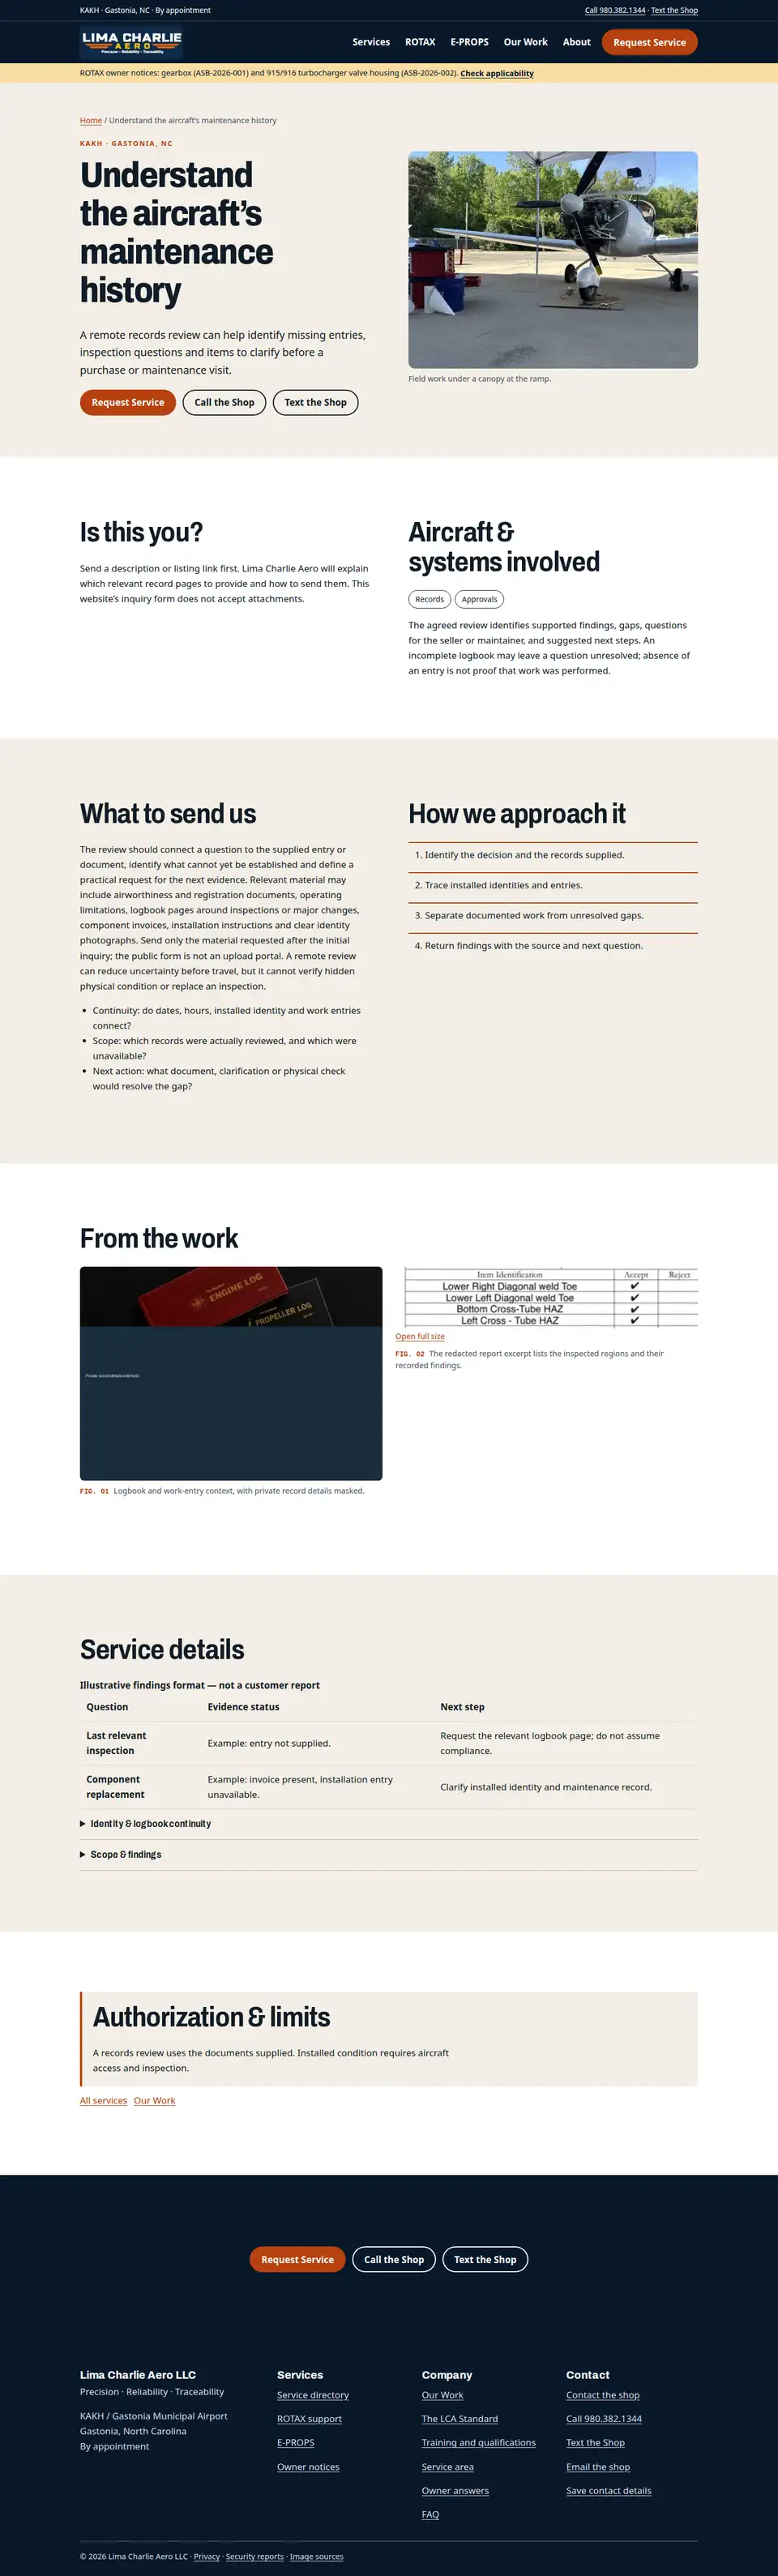 KAKH · Gastonia, NC · By appointment
Call 980.382.1344 · Text the Shop
LIMA CHARLIE
AERO
Precision · Reliability · Traceability
Services
ROTAX
E-PROPS
Our Work
About
Request Service
ROTAX owner notices: gearbox (ASB-2026-001) and 915/916 turbocharger valve housing (ASB-2026-002). Check applicability
Home / Understand the aircraft's maintenance history
KAKH · GASTONIA, NC
Understand
the aircraft's
maintenance
history
A remote records review can help identify missing entries,
inspection questions and items to clarify before a
purchase or maintenance visit.
Request Service
Call the Shop
Text the Shop
Field work under a canopy at the ramp.
Is this you?
Send a description or listing link first. Lima Charlie Aero will explain
which relevant record pages to provide and how to send them. This
website's inquiry form does not accept attachments.
Aircraft &
systems involved
Records
Approvals
The agreed review identifies supported findings, gaps, questions
for the seller or maintainer, and suggested next steps. An
incomplete logbook may leave a question unresolved; absence of
an entry is not proof that work was performed.
What to send us
The review should connect a question to the supplied entry or
document, identify what cannot yet be established and define a
practical request for the next evidence. Relevant material may
include airworthiness and registration documents, operating
limitations, logbook pages around inspections or major changes,
component invoices, installation instructions and clear identity
photographs. Send only the material requested after the initial
inquiry; the public form is not an upload portal. A remote review
can reduce uncertainty before travel, but it cannot verify hidden
physical condition or replace an inspection.
• Continuity: do dates, hours, installed identity and work entries
connect?
• Scope: which records were actually reviewed, and which were
unavailable?
• Next action: what document, clarification or physical check
would resolve the gap?
How we approach it
1. Identify the decision and the records supplied.
2. Trace installed identities and entries.
3. Separate documented work from unresolved gaps.
4. Return findings with the source and next question.
From the work
ENGINE LOG
PROPELLER LOG
Private record details withheld
FIG. 01 Logbook and work-entry context, with private record details masked.
Item Identification
Accept
Reject
Lower Right Diagonal weld Toe ✔
Lower Left Diagonal weld Toe ✔
Bottom Cross-Tube HAZ ✔
Left Cross - Tube HAZ ✔
Open full size
FIG. 02 The redacted report excerpt lists the inspected regions and their
recorded findings.
Service details
Illustrative findings format — not a customer report
Question
Evidence status
Next step
Last relevant
inspection
Example: entry not supplied.
Request the relevant logbook page; do not assume
compliance.
Component
replacement
Example: invoice present, installation entry
unavailable.
Clarify installed identity and maintenance record.
▶ Identity & logbook continuity
▶ Scope & findings
Authorization & limits
A records review uses the documents supplied. Installed condition requires aircraft
access and inspection.
All services
Our Work
Request Service
Call the Shop
Text the Shop
Lima Charlie Aero LLC
Precision · Reliability · Traceability
KAKH / Gastonia Municipal Airport
Gastonia, North Carolina
By appointment
Services
Service directory
ROTAX support
E-PROPS
Owner notices
Company
Our Work
The LCA Standard
Training and qualifications
Service area
Owner answers
FAQ
Contact
Contact the shop
Call 980.382.1344
Text the Shop
Email the shop
Save contact details
© 2026 Lima Charlie Aero LLC · Privacy · Security reports · Image sources